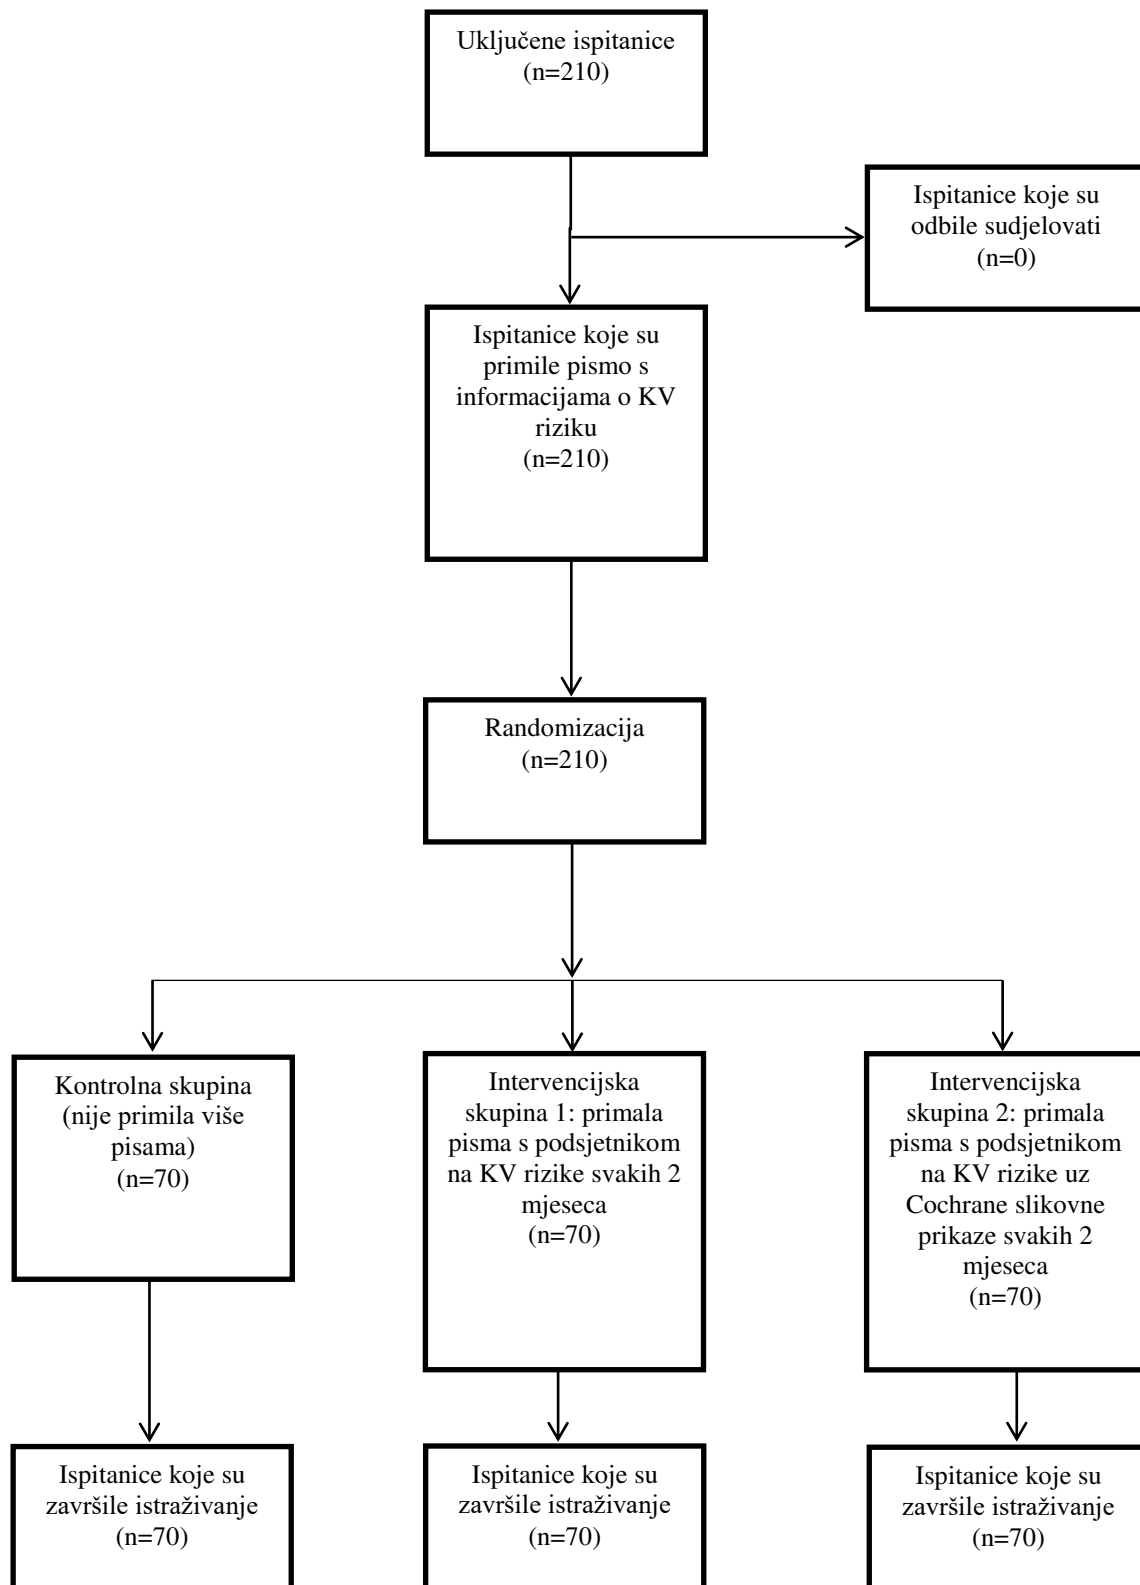 Uključene ispitanice
(n=210)
Ispitanice koje su
odbile sudjelovati
(n=0)
Ispitanice koje su
primile pismo s
informacijama o KV
riziku
(n=210)
Randomizacija
(n=210)
Kontrolna skupina
(nije primila više
pisama)
(n=70)
Intervencijska
skupina 1: primala
pisma s podsjetnikom
na KV rizike svakih 2
mjeseca
(n=70)
Intervencijska
skupina 2: primala
pisma s podsjetnikom
na KV rizike uz
Cochrane slikovne
prikaze svakih 2
mjeseca
(n=70)
Ispitanice koje su
završile istraživanje
(n=70)
Ispitanice koje su
završile istraživanje
(n=70)
Ispitanice koje su
završile istraživanje
(n=70)